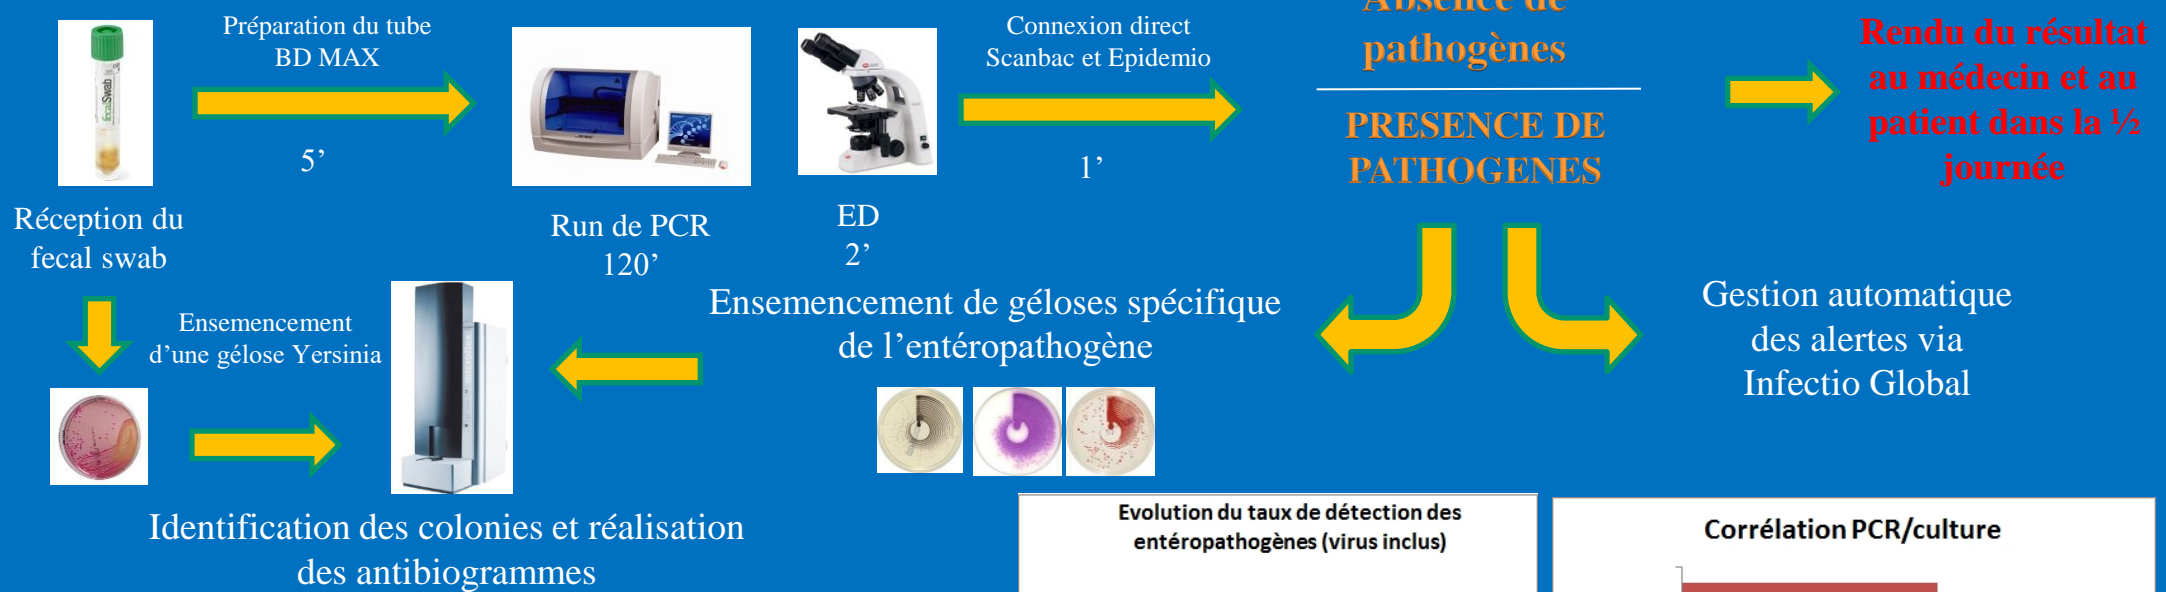 Préparation du tube
BD MAX
5’
Réception du
fecal swab
fecalSwab
Run de PCR
120’
ED
2’
Connexion direct
Scanbac et Epidemio
1’
Absence de
pathogènes
PRESENCE DE
PATHOGENES
Rendu du résultat
au médecin et au
patient dans la ½
journée
Ensemencement
d’une gélose Yersinia
Ensemencement de géloses spécifique
de l’entéropathogène
Gestion automatique
des alertes via
Infectio Global
Identification des colonies et réalisation
des antibiogrammes
Evolution du taux de détection des
entéropathogènes (virus inclus)
Corrélation PCR/culture